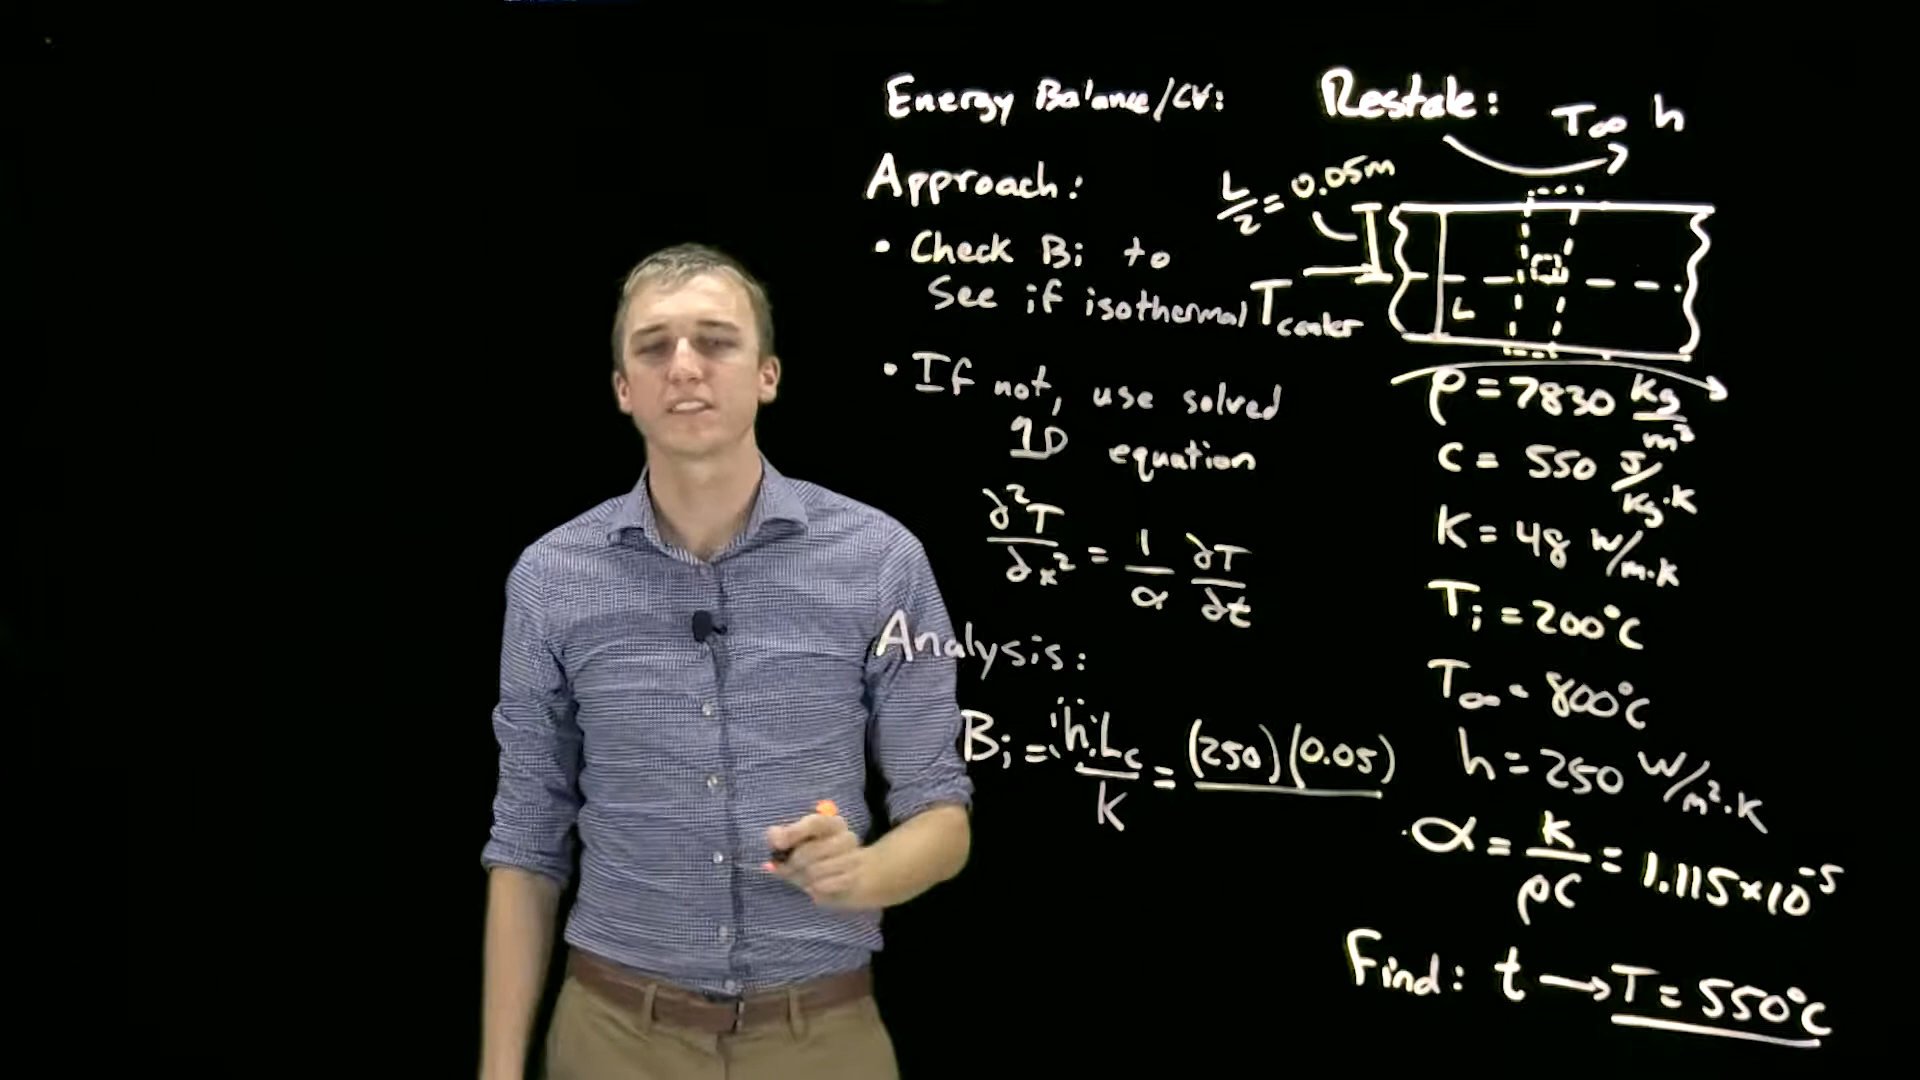 Energy Balance/CV:
Approach:
• Check Bi to
See if isothermal
• If not, use solved
1D equation
∂²T/∂x² = 1/α ∂T/∂t
Analysis:
Bi = h·Lc/K = (250)(0.05)
Restate:
T∞ h
L/2 = 0.05m
Tcenter
L
ρ = 7830 kg/m³
c = 550 J/kg·K
K = 48 W/m·K
Ti = 200°C
T∞ = 800°C
h = 250 W/m²·K
α = K/ρc = 1.115×10⁻⁵
Find: t → T = 550°C